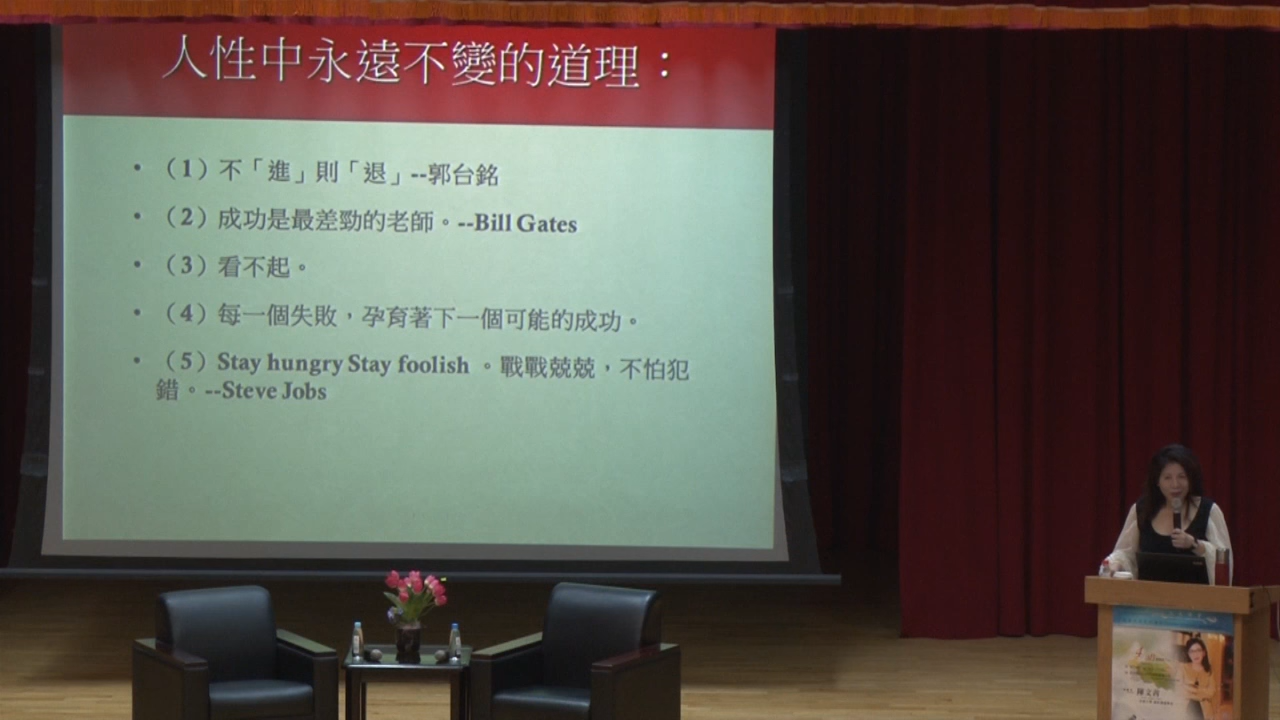 人性中永遠不變的道理：
• （1）不「進」則「退」--郭台銘
• （2）成功是最差勁的老師。--Bill Gates
• （3）看不起。
• （4）每一個失敗，孕育著下一個可能的成功。
• （5）Stay hungry Stay foolish 。戰戰兢兢，不怕犯
錯。--Steve Jobs